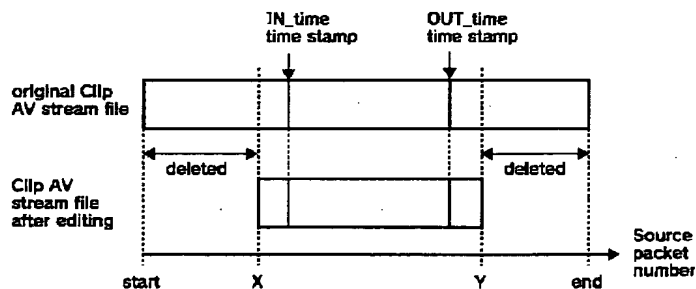 IN_time
time stamp
OUT_time
time stamp
original Clip
AV stream file
deleted
deleted
Clip AV
stream file
after editing
Source
packet
number
start
X
Y
end